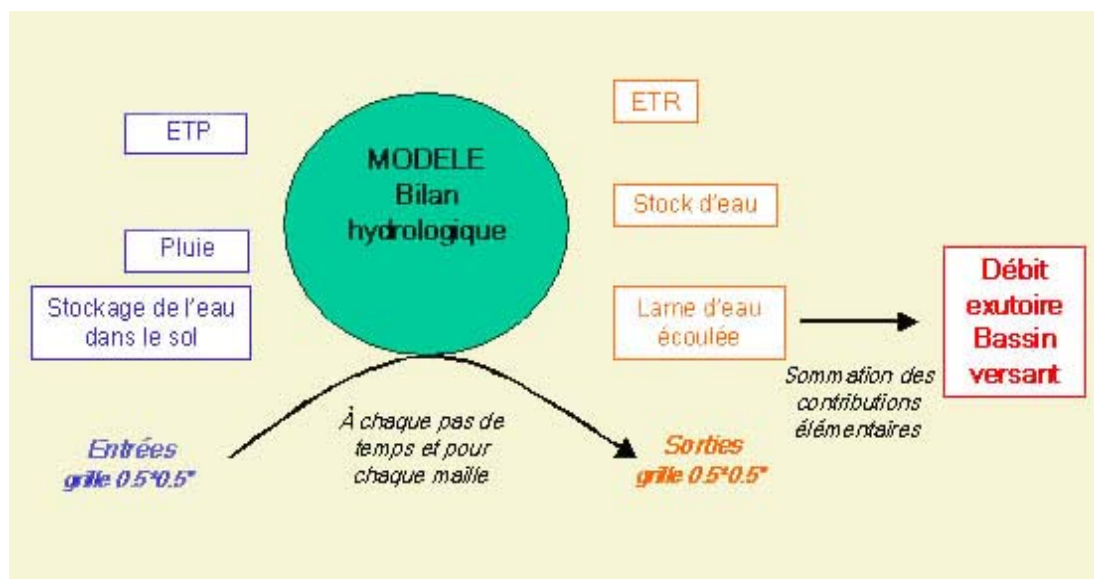 ETP
Pluie
Stockage de l'eau
dans le sol
Entrées
grille 0.5*0.5°
MODELE
Bilan
hydrologique
À chaque pas de
temps et pour
chaque maille
ETR
Stock d'eau
Lame d'eau
écoulée
Sorties
grille 0.5*0.5°
Sommation des
contributions
élémentaires
Débit
exutoire
Bassin
versant